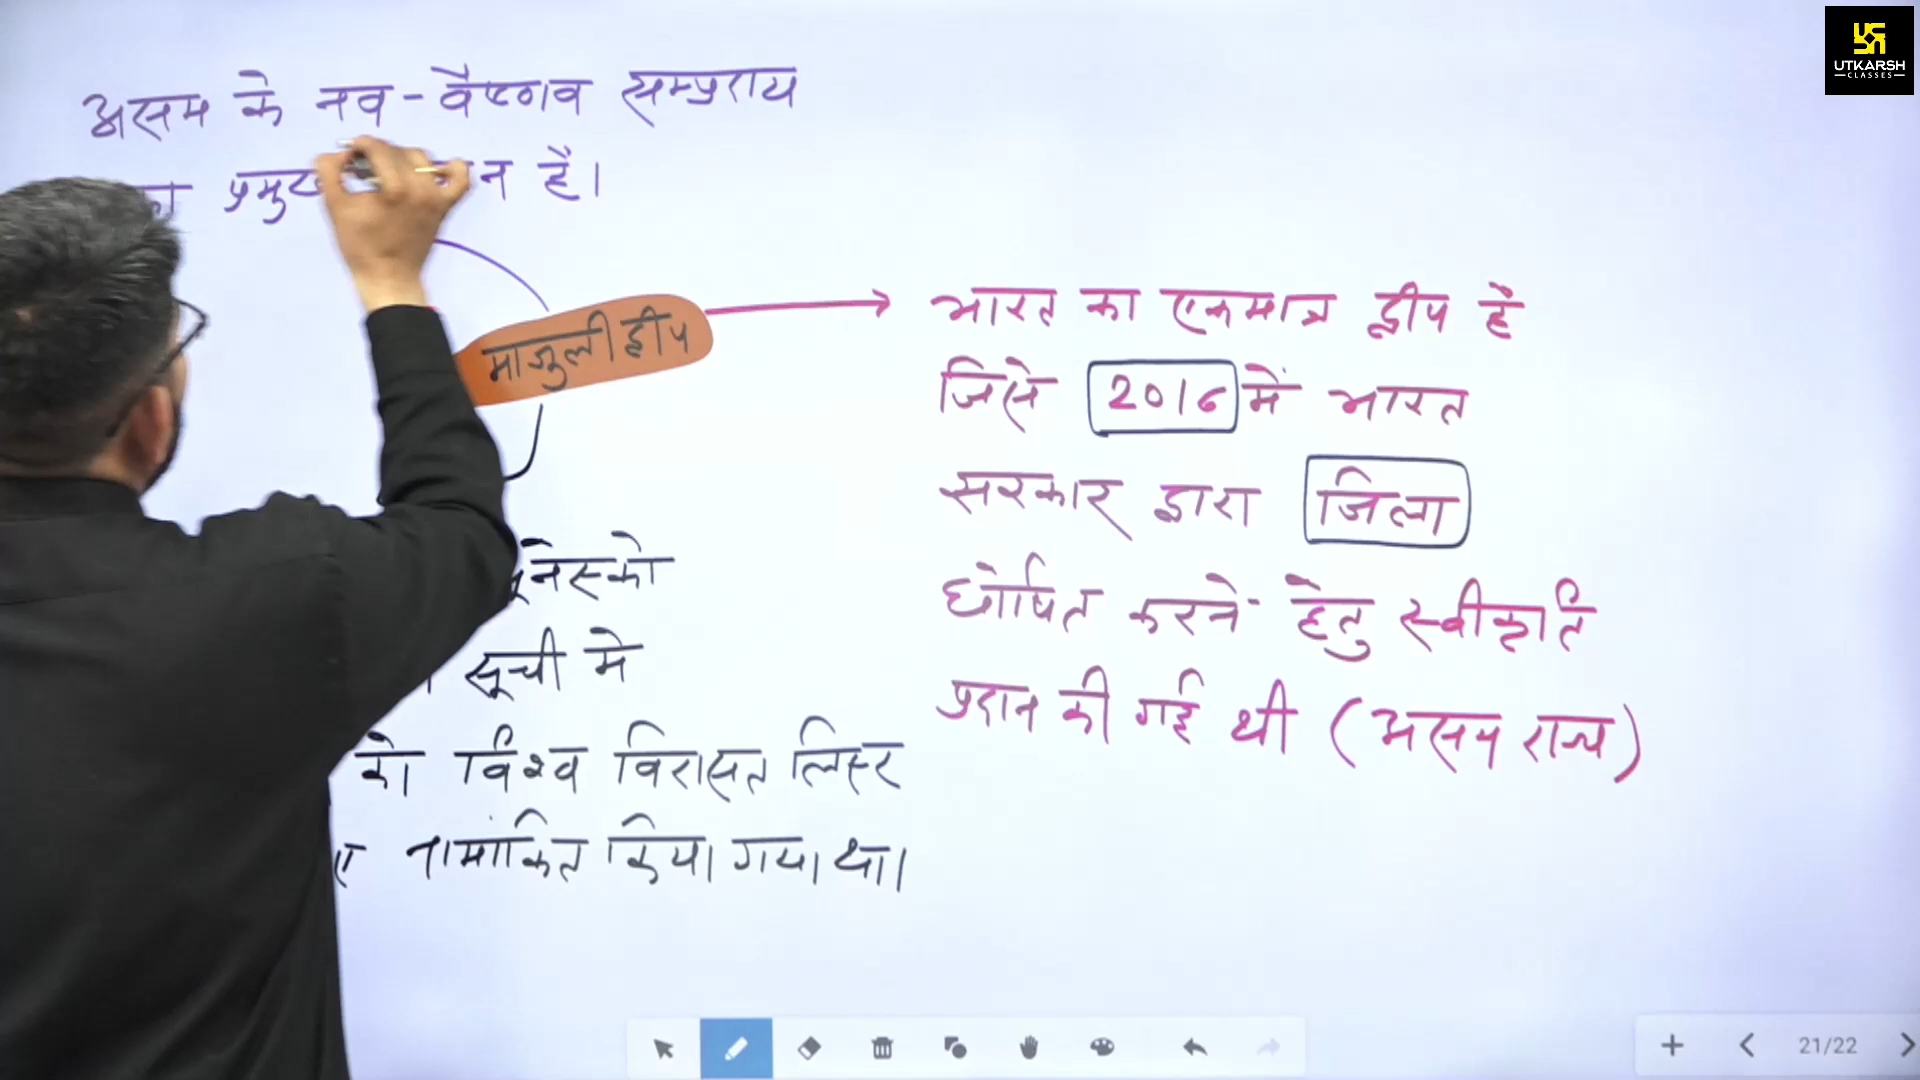 UTKARSH
CLASSES
असम के नव-वैष्णव सम्प्रदाय
है।
माजुली द्वीप
भारत का एकमात्र द्वीप है
जिसे 2016 में भारत
सरकार द्वारा जिला
घोषित करने हेतु स्वीकृति
प्रदान की गई थी (असम राज्य)
सूची मे
को विश्व विरासत लिस्ट
नामांकित किया गया था।
21/22